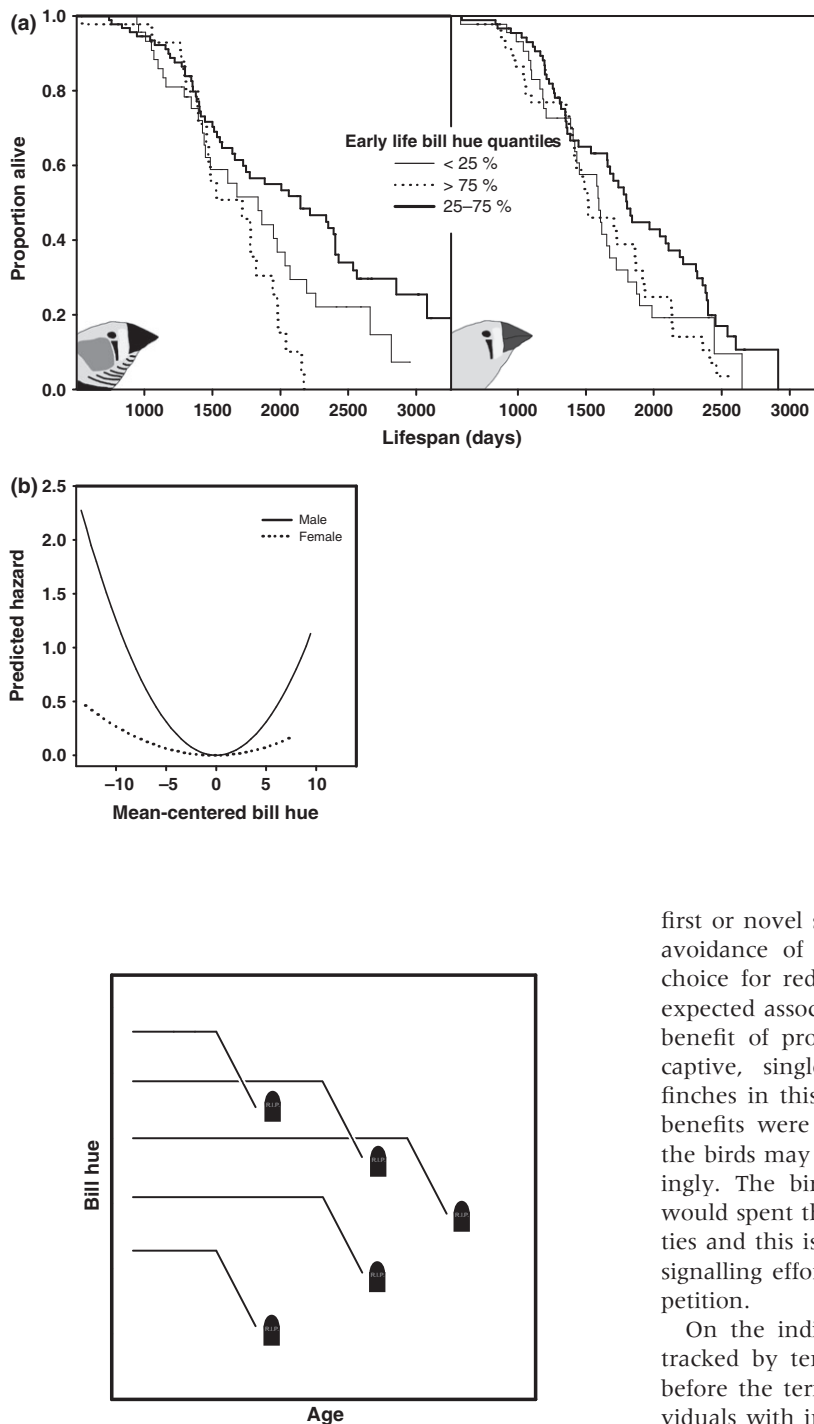 (a)
1.0
0.8
0.6
0.4
0.2
0.0
Proportion alive
Early life bill hue quantiles
< 25 %
> 75 %
25–75 %
1000 1500 2000 2500 3000 1000 1500 2000 2500 3000
Lifespan (days)
(b)
2.5
2.0
1.5
1.0
0.5
0.0
Predicted hazard
Male
Female
−10 −5 0 5 10
Mean-centered bill hue
Bill hue
R.I.P.
R.I.P.
R.I.P.
R.I.P.
R.I.P.
Age
first or novel s
avoidance of
choice for red
expected assoc
benefit of pro
captive, single
finches in this
benefits were
the birds may
ingly. The bir
would spent th
ties and this is
signalling effor
petition.
On the indi
tracked by ter
before the terr
viduals with i